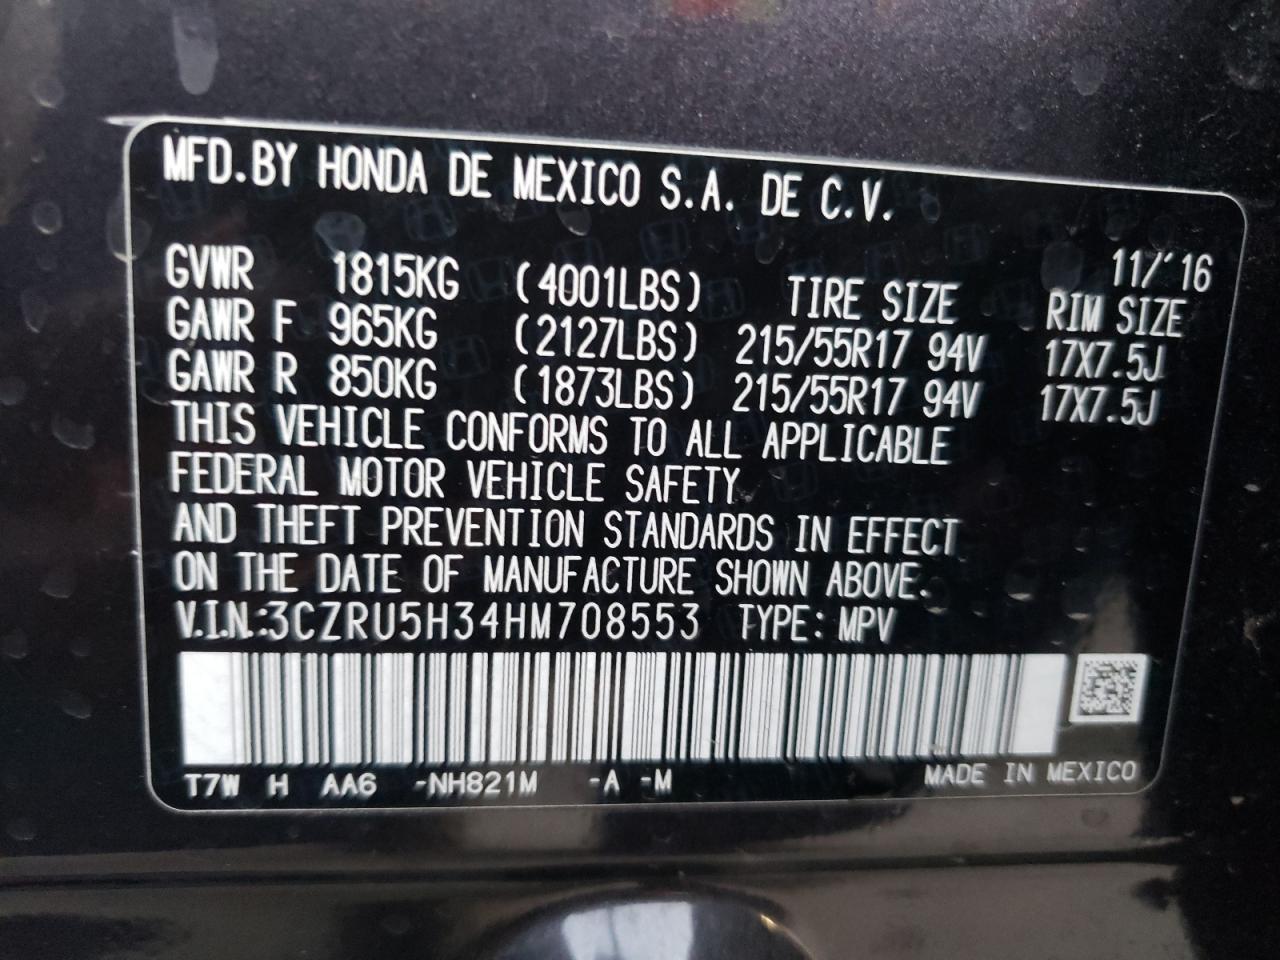 MFD.BY HONDA DE MEXICO S.A. DE C.V.
11/'16
GVWR 1815KG (4001LBS) TIRE SIZE RIM SIZE
GAWR F 965KG (2127LBS) 215/55R17 94V 17X7.5J
GAWR R 850KG (1873LBS) 215/55R17 94V 17X7.5J
THIS VEHICLE CONFORMS TO ALL APPLICABLE
FEDERAL MOTOR VEHICLE SAFETY
AND THEFT PREVENTION STANDARDS IN EFFECT
ON THE DATE OF MANUFACTURE SHOWN ABOVE.
V.I.N.:3CZRU5H34HM708553 TYPE: MPV
T7W H AA6 -NH821M -A -M MADE IN MEXICO